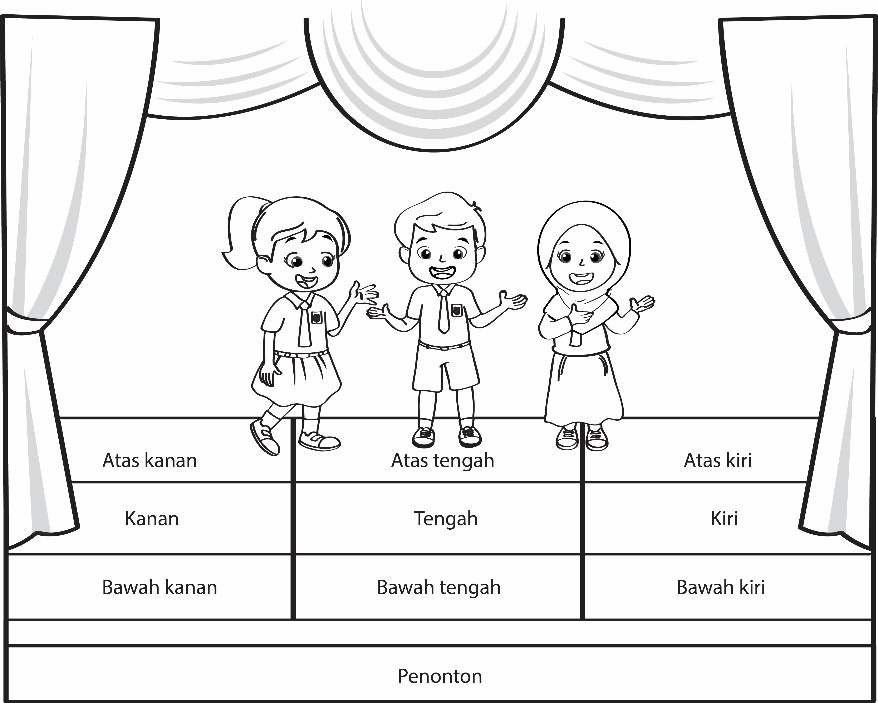 Atas kanan
Atas tengah
Atas kiri
Kanan
Tengah
Kiri
Bawah kanan
Bawah tengah
Bawah kiri
Penonton